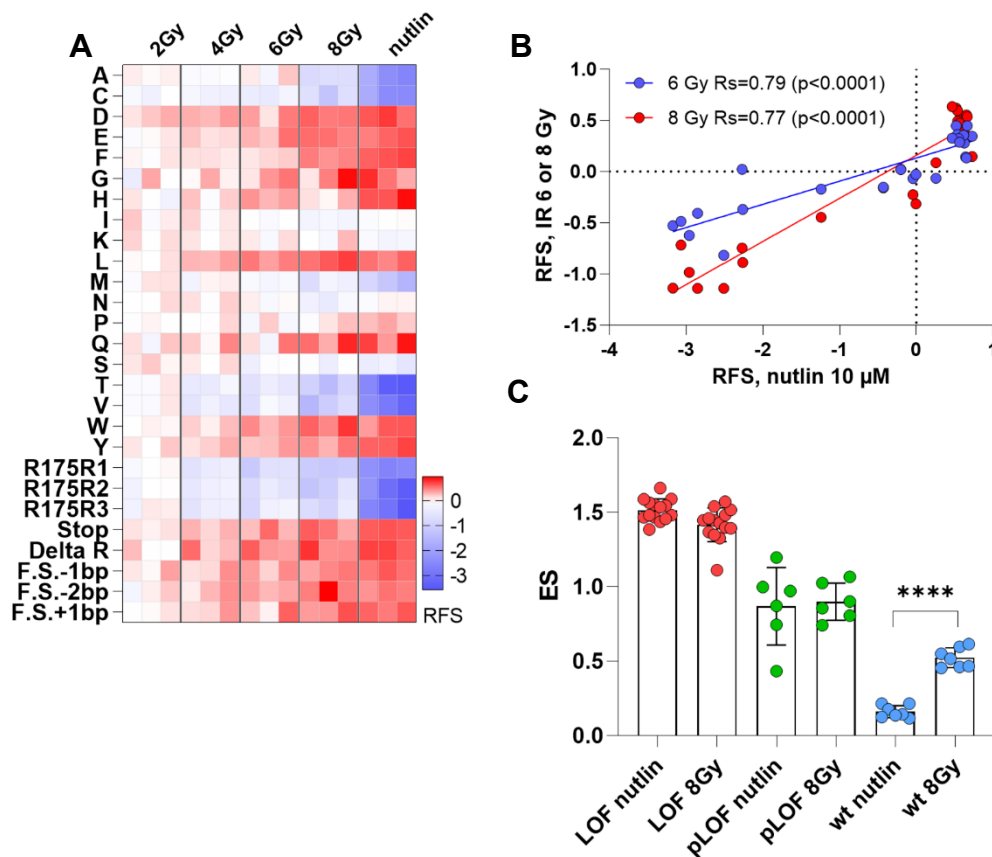 A
2Gy 4Gy 6Gy 8Gy nutlin
A
C
D
E
F
G
H
I
K
L
M
N
P
Q
S
T
V
W
Y
R175R1
R175R2
R175R3
Stop
Delta R
F.S.-1bp
F.S.-2bp
F.S.+1bp
0
-1
-2
-3
RFS
B
6 Gy Rs=0.79 (p<0.0001)
8 Gy Rs=0.77 (p<0.0001)
RFS, IR 6 or 8 Gy
1.0
0.5
0.0
-0.5
-1.0
-1.5
-4 -3 -2 -1 0 1
RFS, nutlin 10 µM
C
ES
2.0
1.5
1.0
0.5
0.0
****
LOF nutlin
LOF 8Gy
pLOF nutlin
pLOF 8Gy
wt nutlin
wt 8Gy